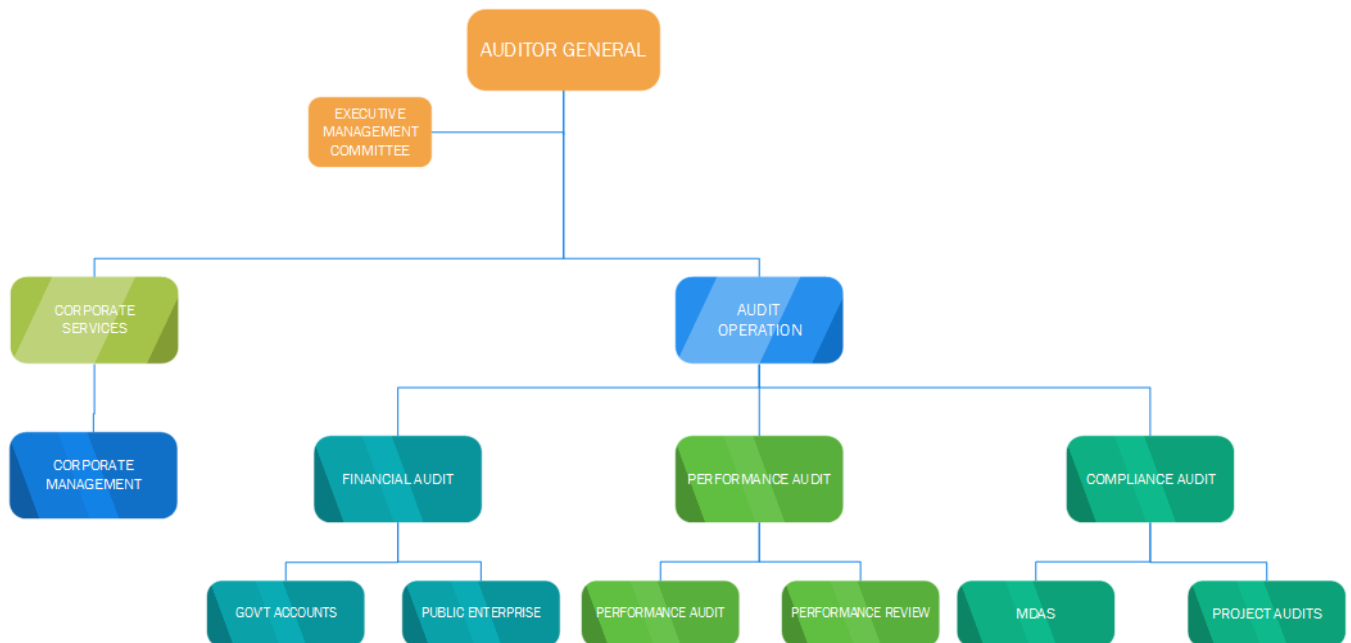 AUDITOR GENERAL
EXECUTIVE
MANAGEMENT
COMMITTEE
CORPORATE
SERVICES
AUDIT
OPERATION
CORPORATE
MANAGEMENT
FINANCIAL AUDIT
PERFORMANCE AUDIT
COMPLIANCE AUDIT
GOV'T ACCOUNTS
PUBLIC ENTERPRISE
PERFORMANCE AUDIT
PERFORMANCE REVIEW
MDAS
PROJECT AUDITS